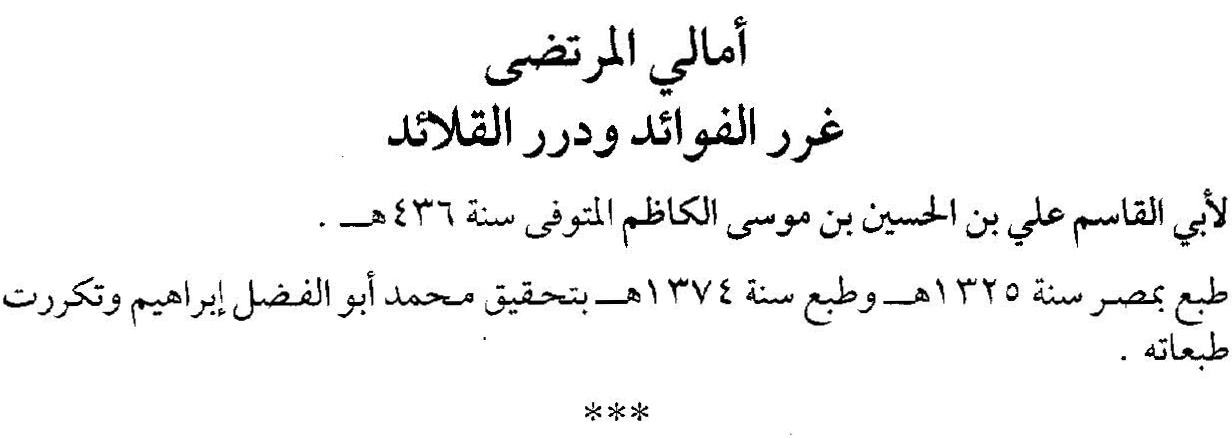 أمالي المرتضى
غرر الفوائد ودرر القلائد
لأبي القاسم علي بن الحسين بن موسى الكاظم المتوفى سنة ٤٣٦هـ .
طبع بمصر سنة ١٣٢٥هـ وطبع سنة ١٣٧٤هـ بتحقيق محمد أبو الفضل إبراهيم وتكررت
طبعاته .
***